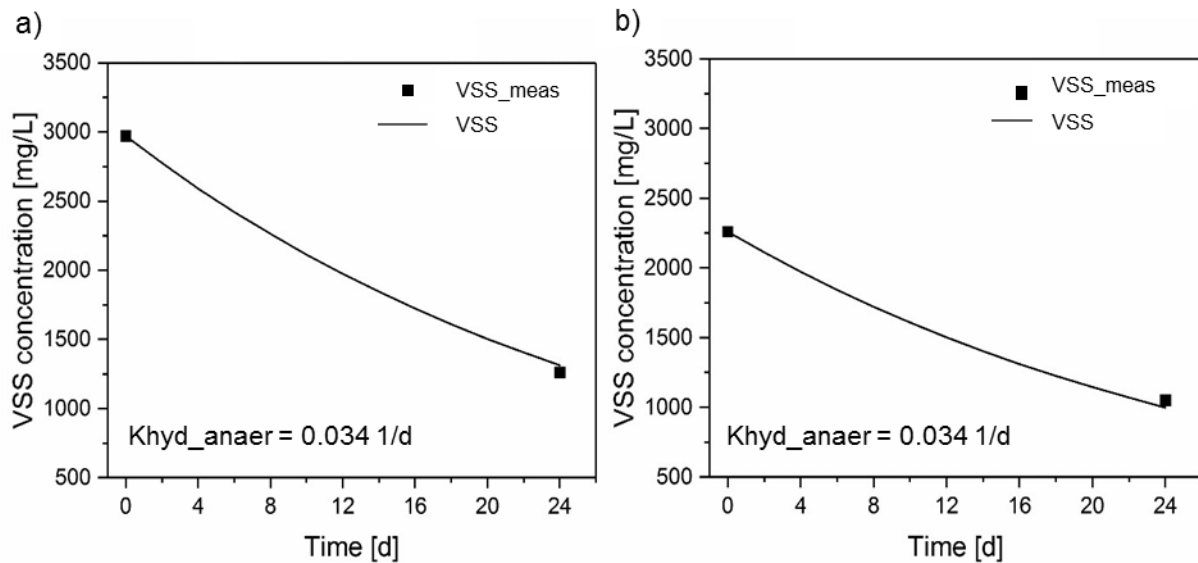 a)
VSS concentration [mg/L]
3500
3000
2500
2000
1500
1000
500
VSS_meas
VSS
Khyd_anaer = 0.034 1/d
0 4 8 12 16 20 24
Time [d]
b)
VSS concentration [mg/L]
3500
3000
2500
2000
1500
1000
500
VSS_meas
VSS
Khyd_anaer = 0.034 1/d
0 4 8 12 16 20 24
Time [d]